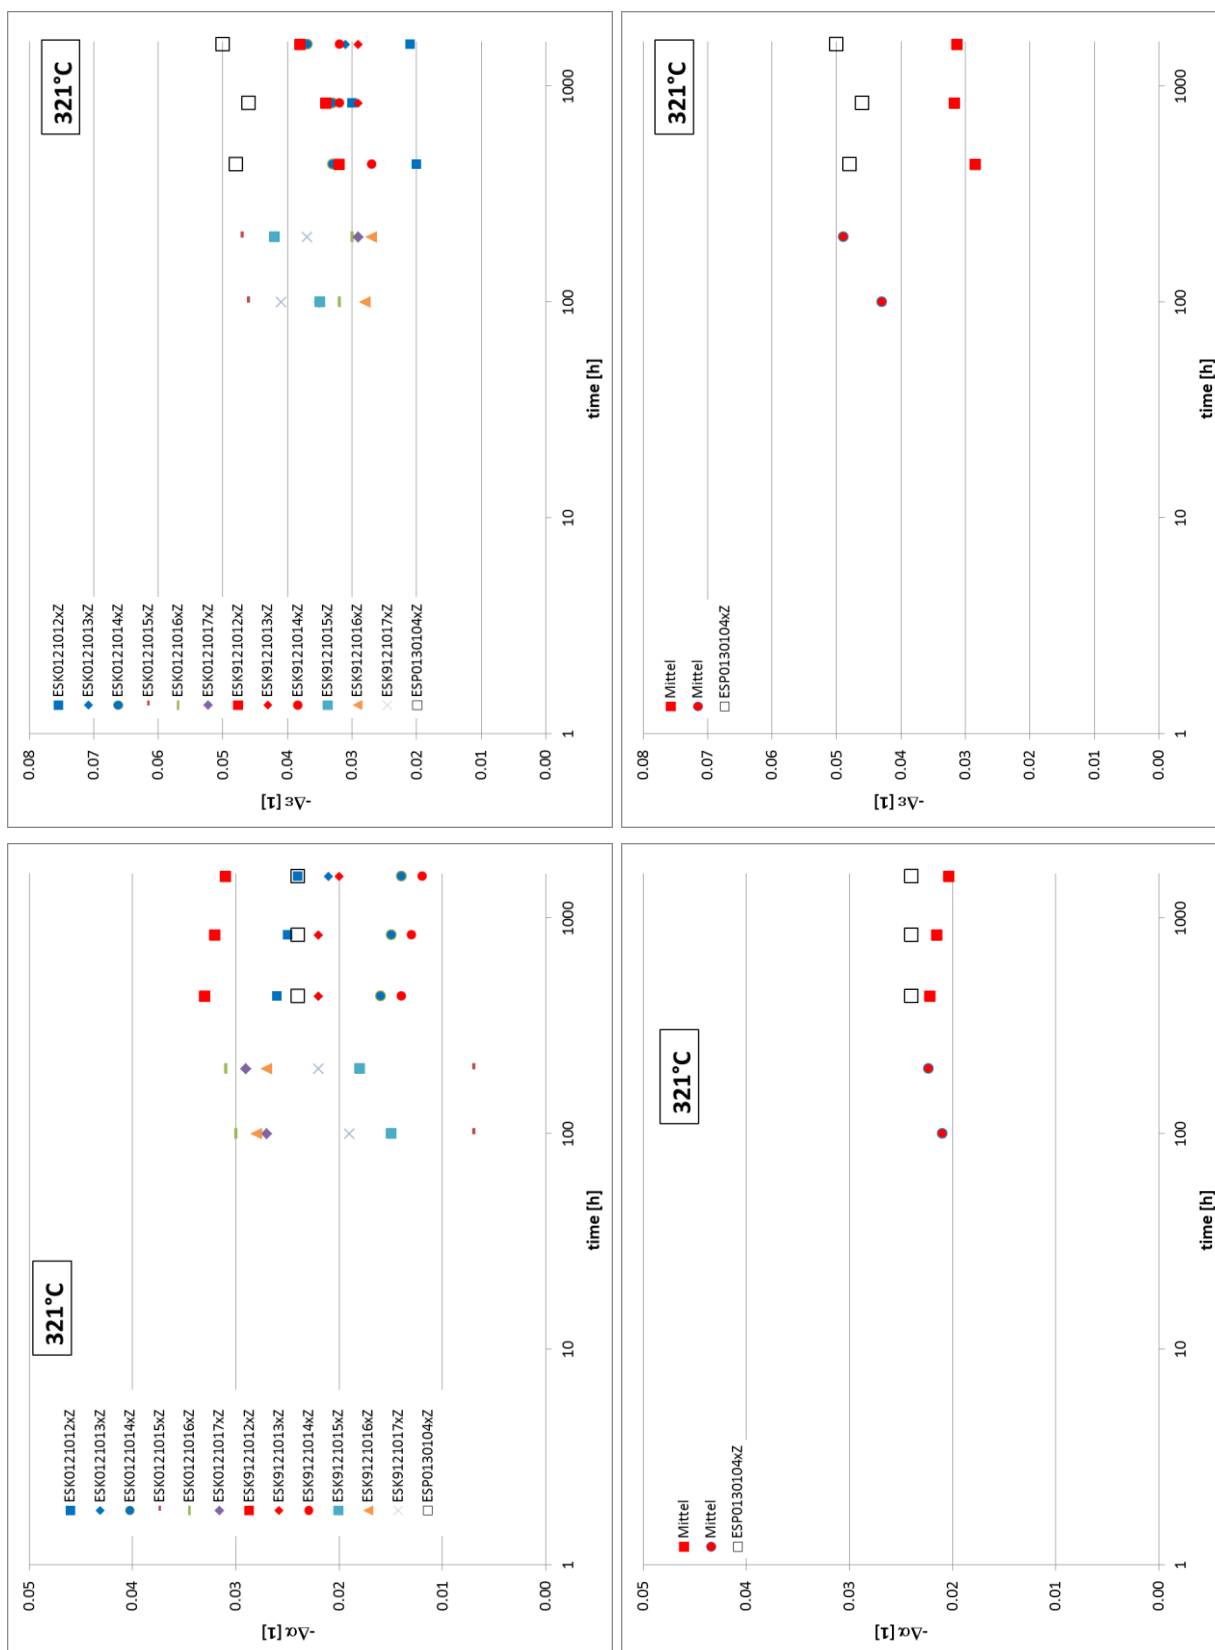 321°C
-Δα [1]
0.05
0.04
0.03
0.02
0.01
0.00
ESK0121012xZ
ESK0121013xZ
ESK0121014xZ
ESK0121015xZ
ESK0121016xZ
ESK0121017xZ
ESK9121012xZ
ESK9121013xZ
ESK9121014xZ
ESK9121015xZ
ESK9121016xZ
ESK9121017xZ
ESP0130104xZ
1
10
100
1000
time [h]
321°C
-Δε [1]
0.08
0.07
0.06
0.05
0.04
0.03
0.02
0.01
0.00
ESK0121012xZ
ESK0121013xZ
ESK0121014xZ
ESK0121015xZ
ESK0121016xZ
ESK0121017xZ
ESK9121012xZ
ESK9121013xZ
ESK9121014xZ
ESK9121015xZ
ESK9121016xZ
ESK9121017xZ
ESP0130104xZ
1
10
100
1000
time [h]
321°C
-Δα [1]
0.05
0.04
0.03
0.02
0.01
0.00
Mittel
Mittel
ESP0130104xZ
1
10
100
1000
time [h]
321°C
-Δε [1]
0.08
0.07
0.06
0.05
0.04
0.03
0.02
0.01
0.00
Mittel
Mittel
ESP0130104xZ
1
10
100
1000
time [h]